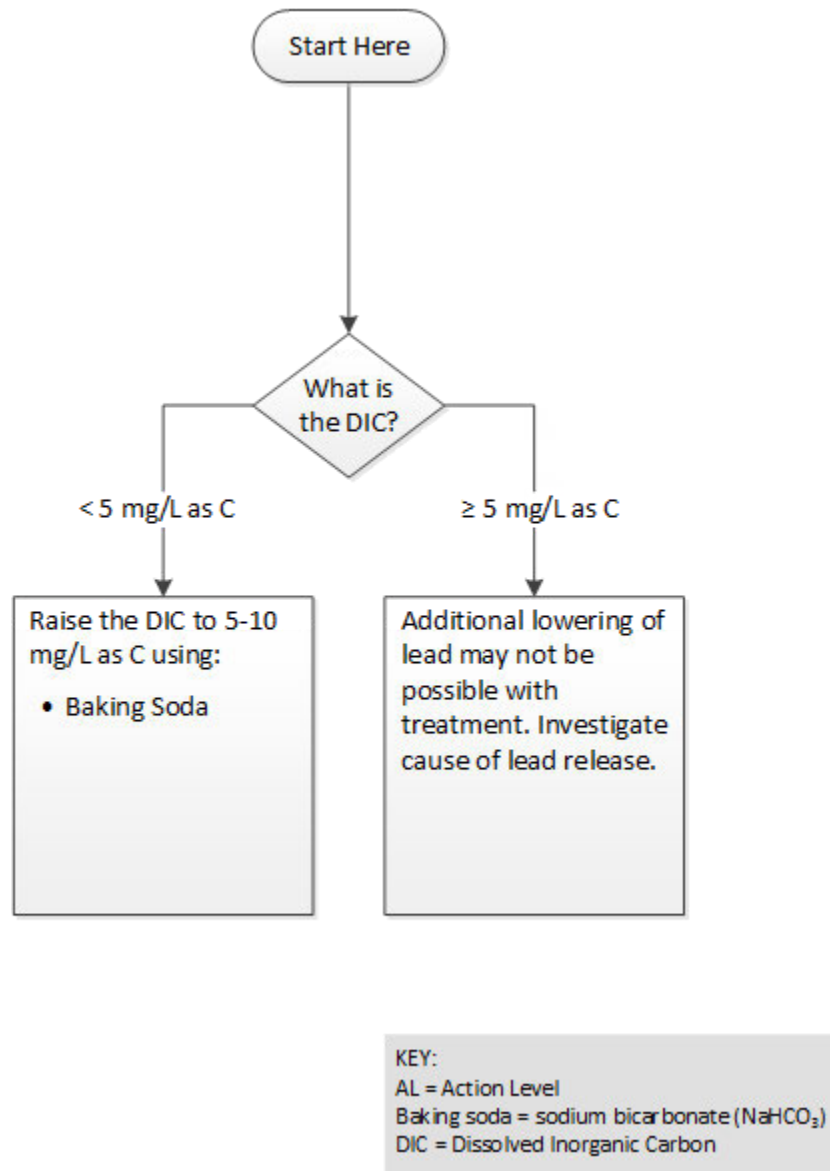 Start Here
What is
the DIC?
< 5 mg/L as C
≥ 5 mg/L as C
Raise the DIC to 5-10
mg/L as C using:
• Baking Soda
Additional lowering of
lead may not be
possible with
treatment. Investigate
cause of lead release.
KEY:
AL = Action Level
Baking soda = sodium bicarbonate (NaHCO₃)
DIC = Dissolved Inorganic Carbon